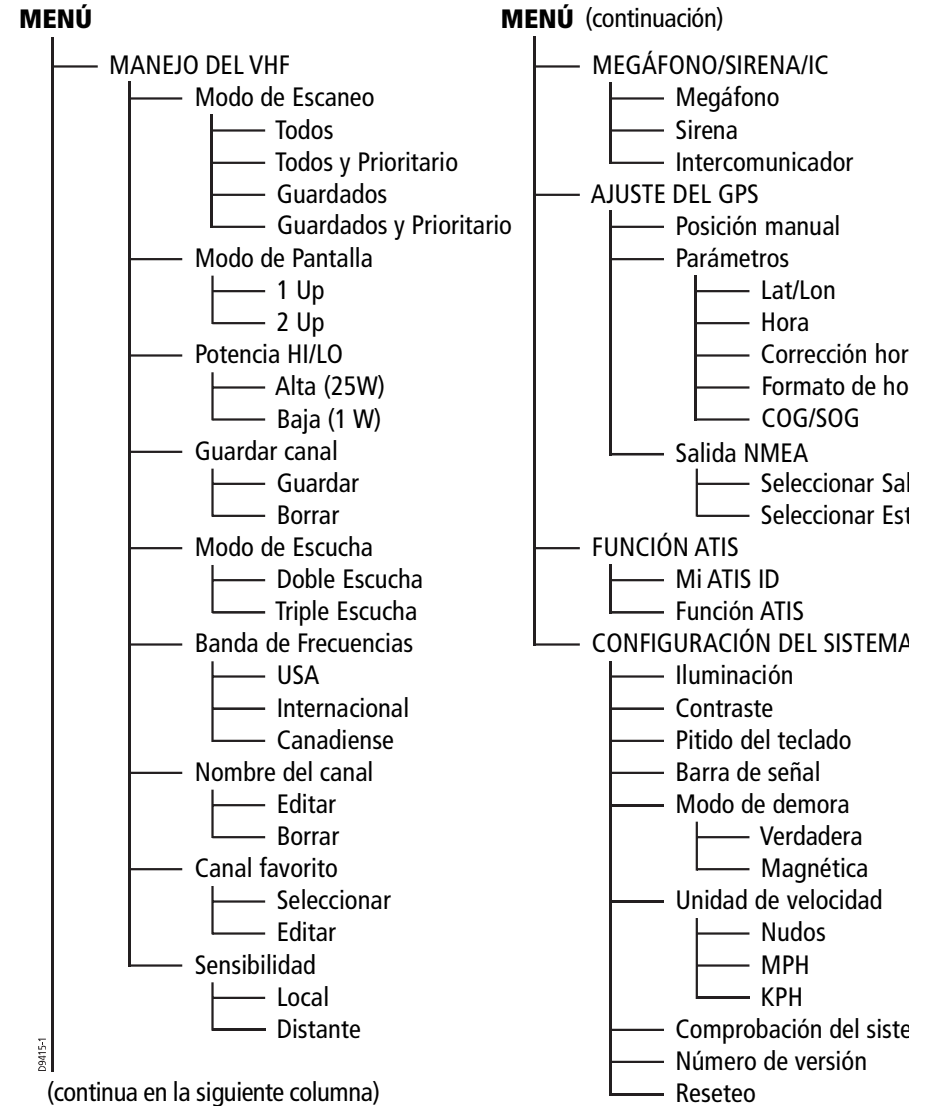 MENÚ
MANEJO DEL VHF
Modo de Escaneo
Todos
Todos y Prioritario
Guardados
Guardados y Prioritario
Modo de Pantalla
1 Up
2 Up
Potencia HI/LO
Alta (25W)
Baja (1 W)
Guardar canal
Guardar
Borrar
Modo de Escucha
Doble Escucha
Triple Escucha
Banda de Frecuencias
USA
Internacional
Canadiense
Nombre del canal
Editar
Borrar
Canal favorito
Seleccionar
Editar
Sensibilidad
Local
Distante
D9415-1
(continua en la siguiente columna)
MENÚ (continuación)
MEGÁFONO/SIRENA/IC
Megáfono
Sirena
Intercomunicador
AJUSTE DEL GPS
Posición manual
Parámetros
Lat/Lon
Hora
Corrección hor
Formato de ho
COG/SOG
Salida NMEA
Seleccionar Sal
Seleccionar Est
FUNCIÓN ATIS
Mi ATIS ID
Función ATIS
CONFIGURACIÓN DEL SISTEMA
Iluminación
Contraste
Pitido del teclado
Barra de señal
Modo de demora
Verdadera
Magnética
Unidad de velocidad
Nudos
MPH
KPH
Comprobación del siste
Número de versión
Reseteo